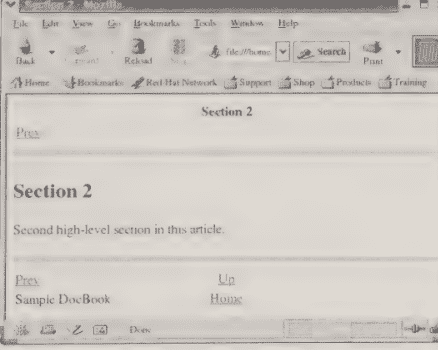 Section 2 - Mozilla
File Edit View Go Bookmarks Tools Window Help
file:///home Search
Back Reload Print
Home Bookmarks Red Hat Network Support Shop Products Training
Section 2
Prev
Section 2
Second high-level section in this article.
Prev Up
Sample DocBook Home
Done